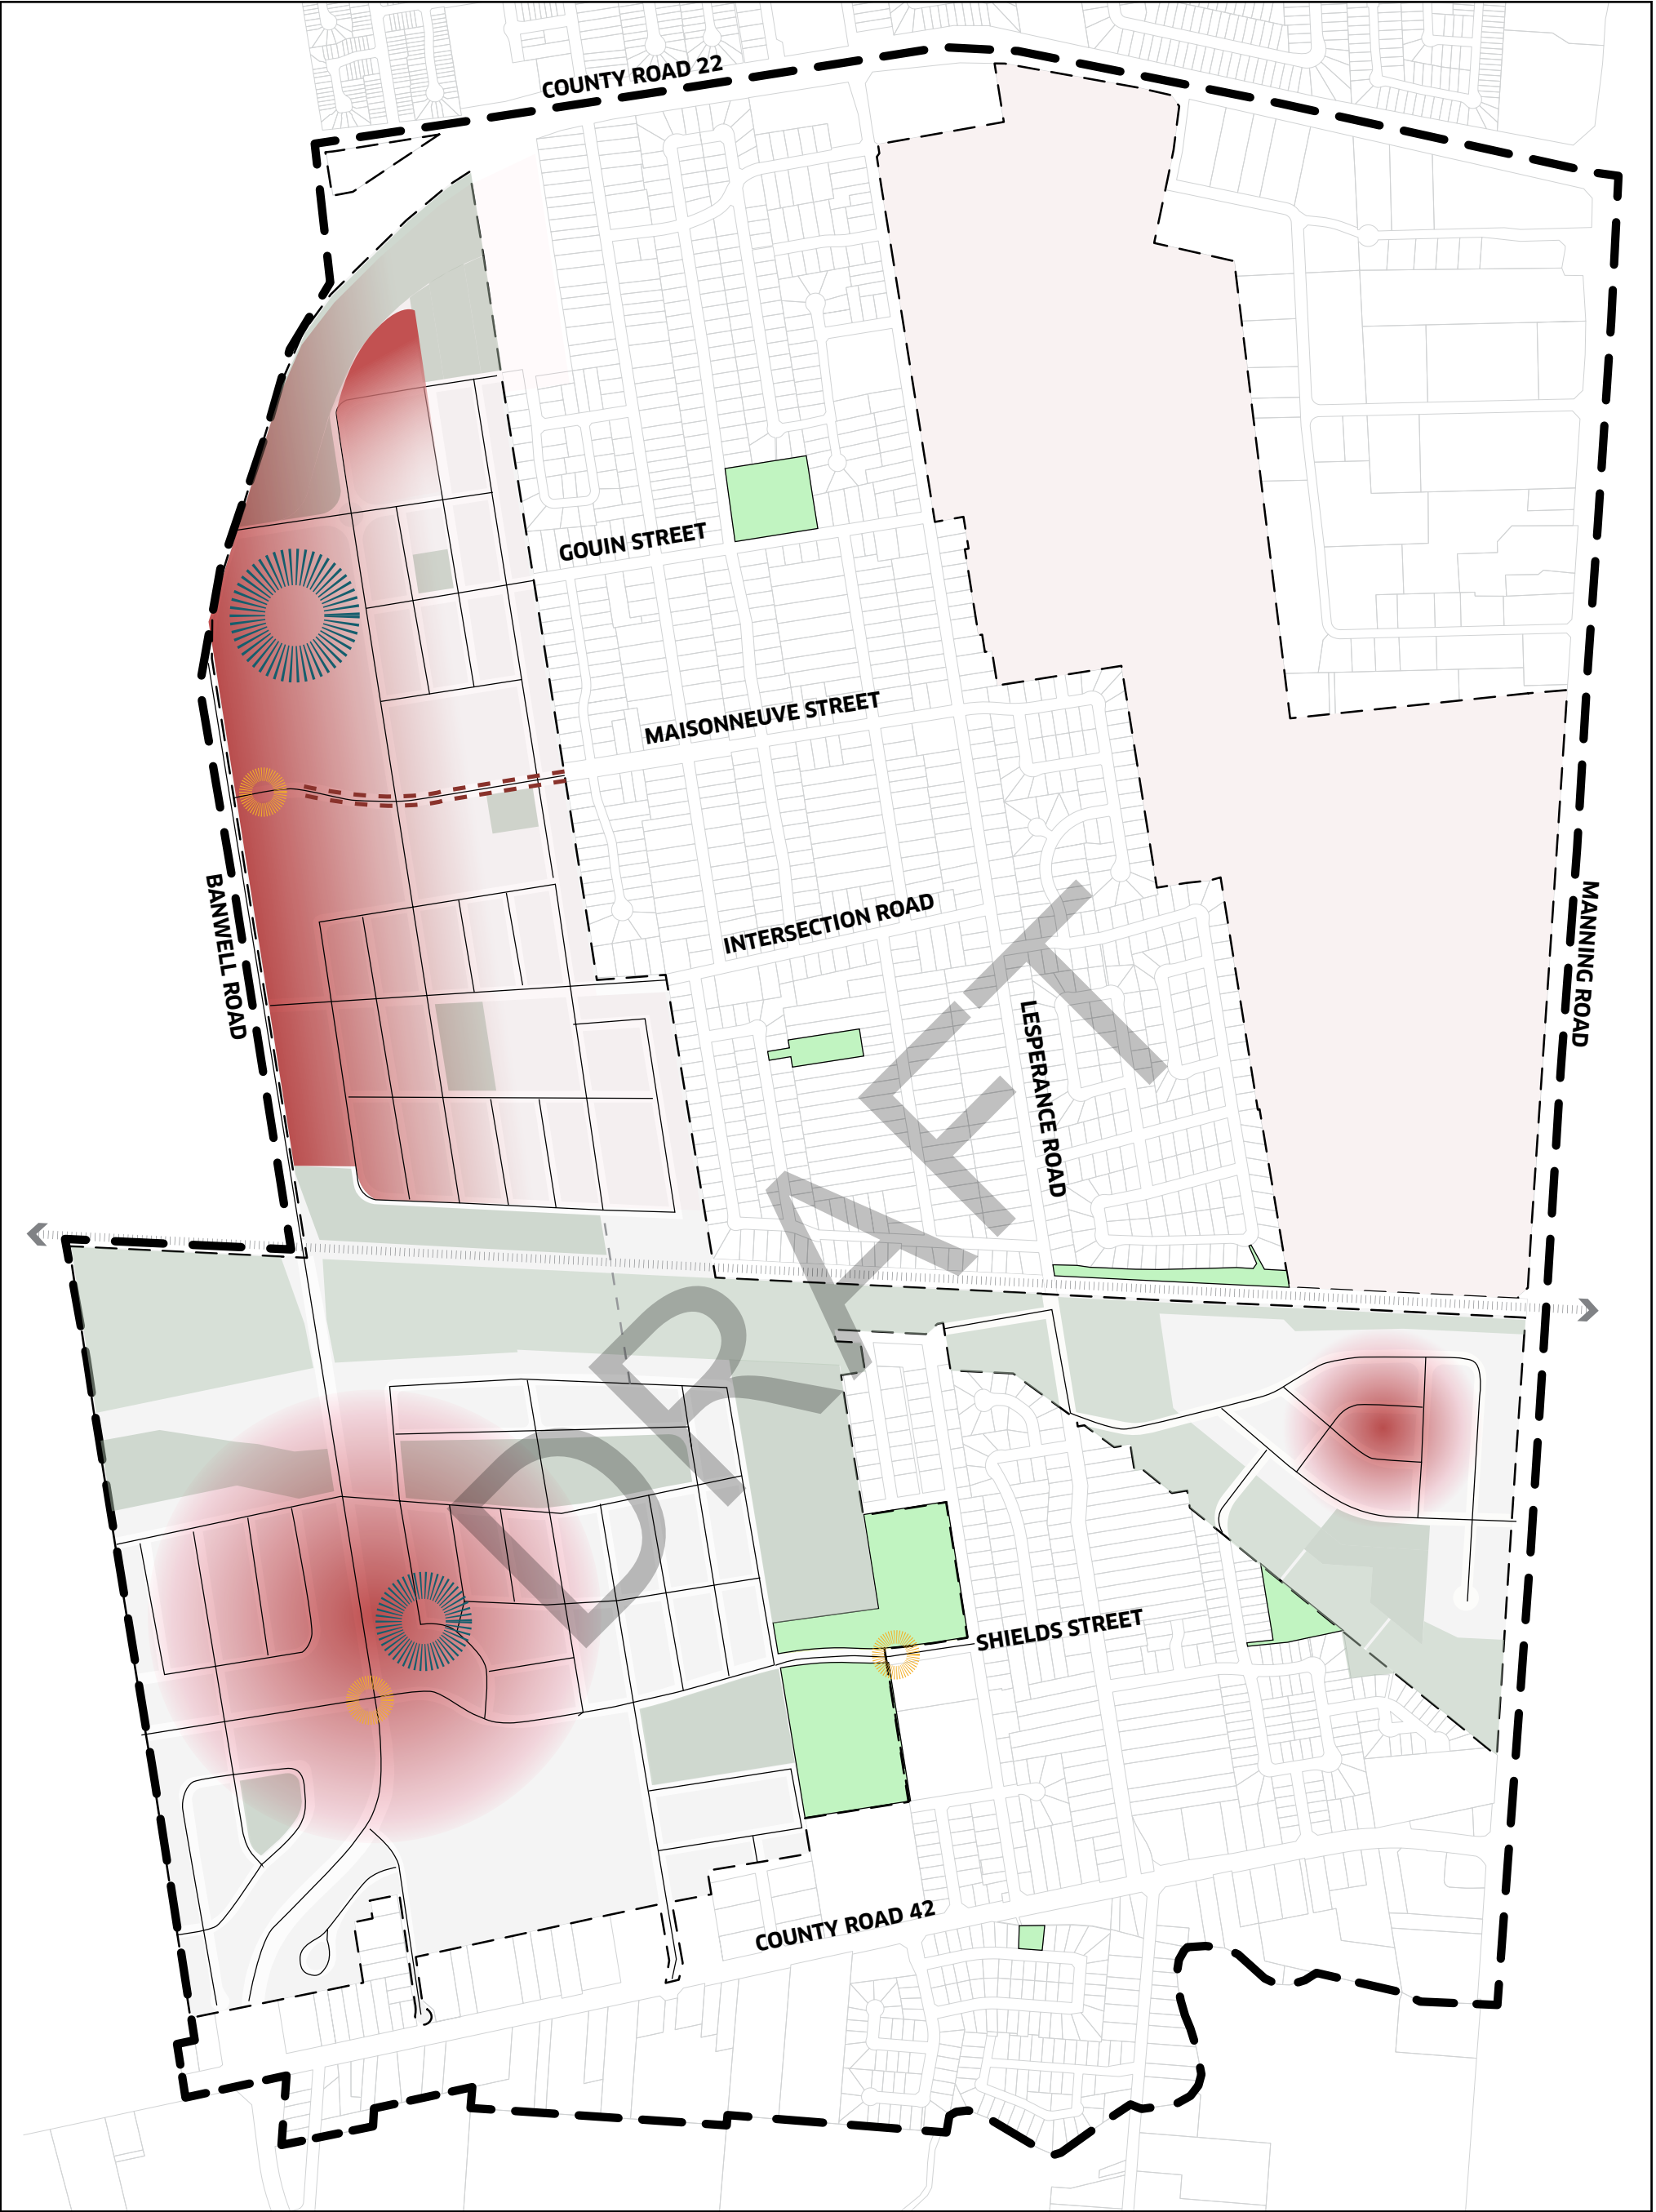 COUNTY ROAD 22
GOUIN STREET
MAISONNEUVE STREET
INTERSECTION ROAD
BANWELL ROAD
MANNING ROAD
LESPERANCE ROAD
DRAFT
SHIELDS STREET
COUNTY ROAD 42